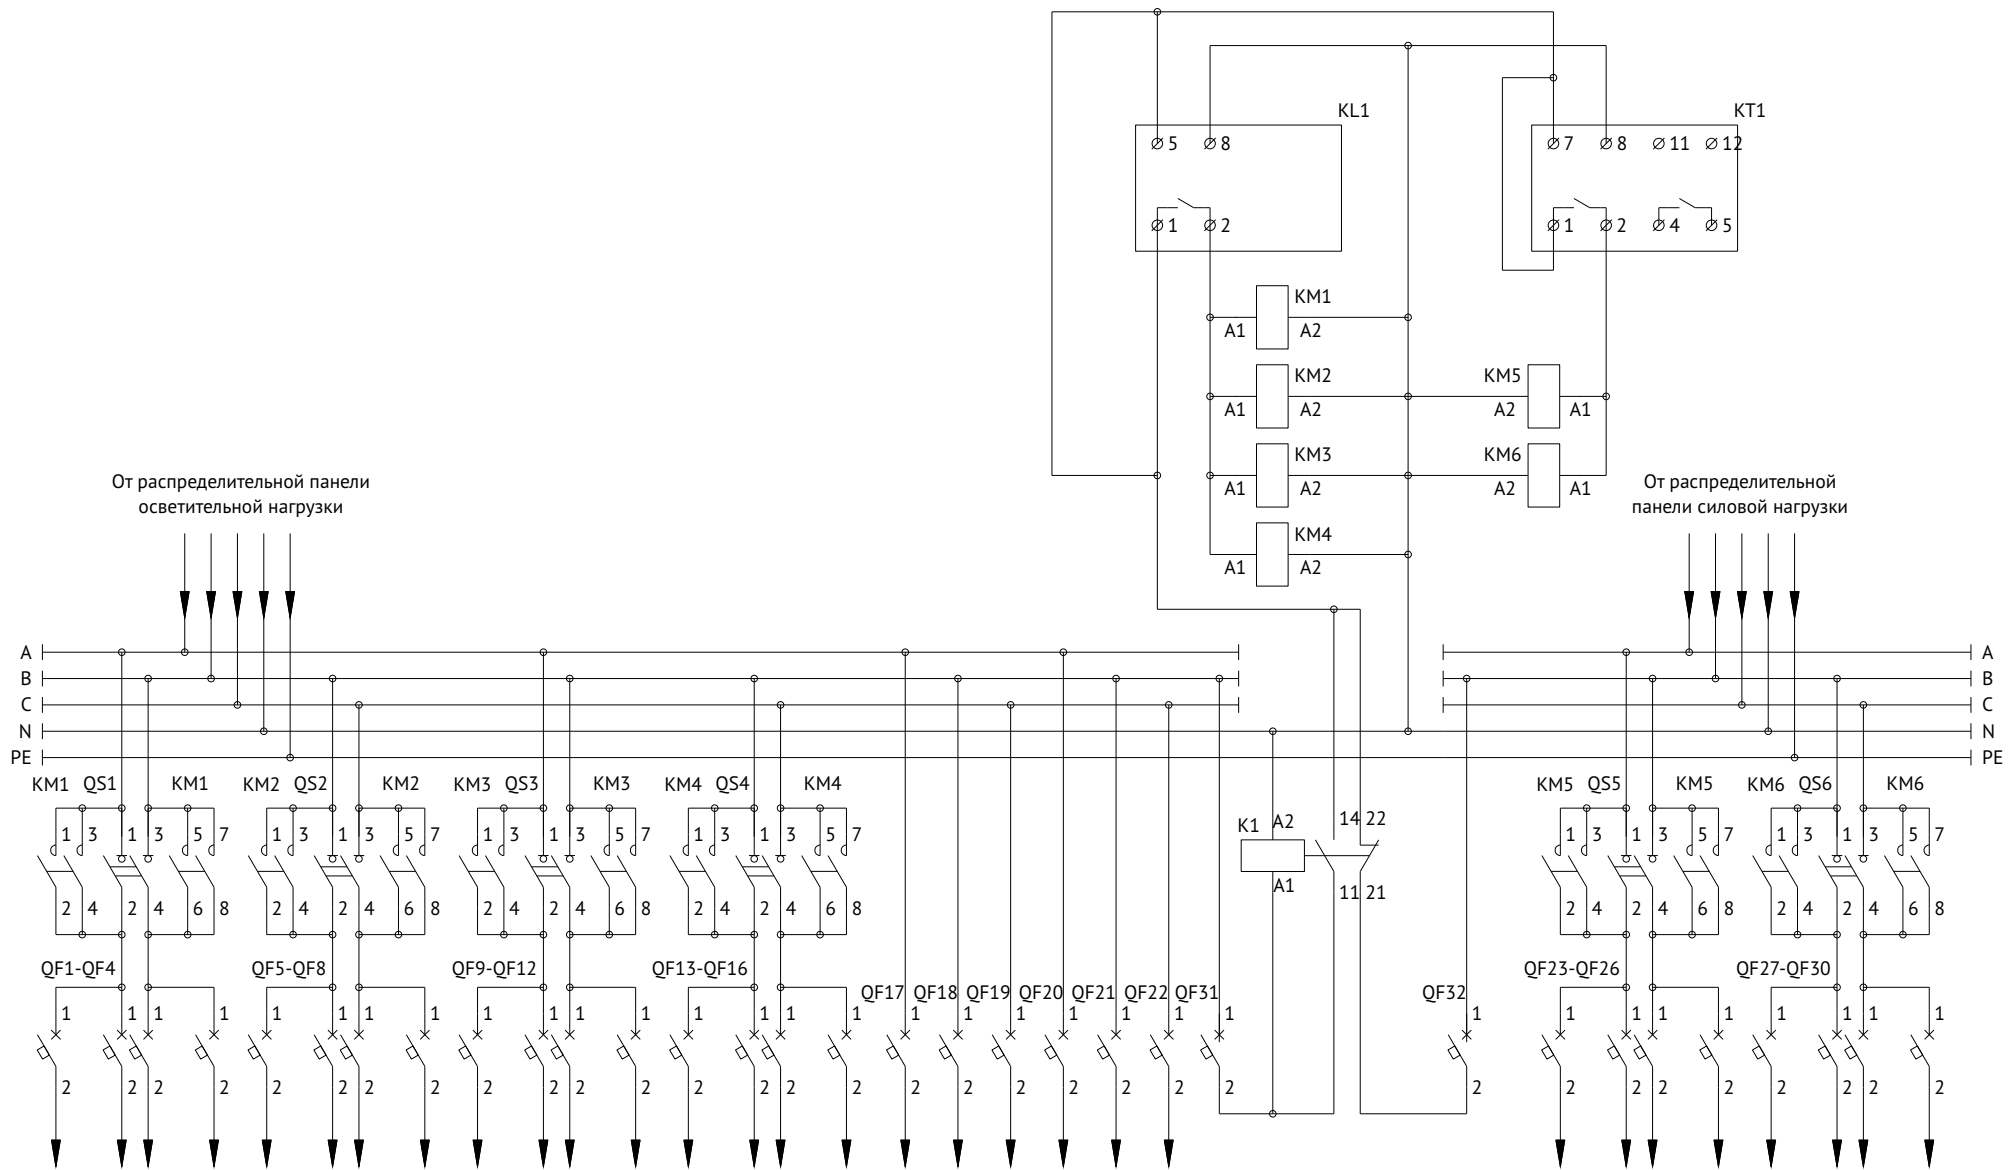 KL1
KT1
5 8
7 8 11 12
1 2
1 2 4 5
KM1
A1 A2
KM2
A1 A2
KM5
A2 A1
KM3
A1 A2
KM6
A2 A1
KM4
A1 A2
От распределительной панели
осветительной нагрузки
От распределительной
панели силовой нагрузки
A A
B B
C C
N N
PE PE
KM1 QS1 KM1 KM2 QS2 KM2 KM3 QS3 KM3 KM4 QS4 KM4 KM5 QS5 KM5 KM6 QS6 KM6
1 3 1 3 5 7 1 3 1 3 5 7 1 3 1 3 5 7 1 3 1 3 5 7 K1 A2 14 22 1 3 1 3 5 7 1 3 1 3 5 7
A1 11 21
2 4 2 4 6 8 2 4 2 4 6 8 2 4 2 4 6 8 2 4 2 4 6 8 2 4 2 4 6 8 2 4 2 4 6 8
QF1-QF4 QF5-QF8 QF9-QF12 QF13-QF16 QF23-QF26 QF27-QF30
QF17 QF18 QF19 QF20 QF21 QF22 QF31 QF32
1 1 1 1 1 1 1 1 1 1 1 1 1 1 1 1 1 1 1 1 1 1 1 1 1 1 1 1 1 1 1 1
2 2 2 2 2 2 2 2 2 2 2 2 2 2 2 2 2 2 2 2 2 2 2 2 2 2 2 2 2 2 2 2